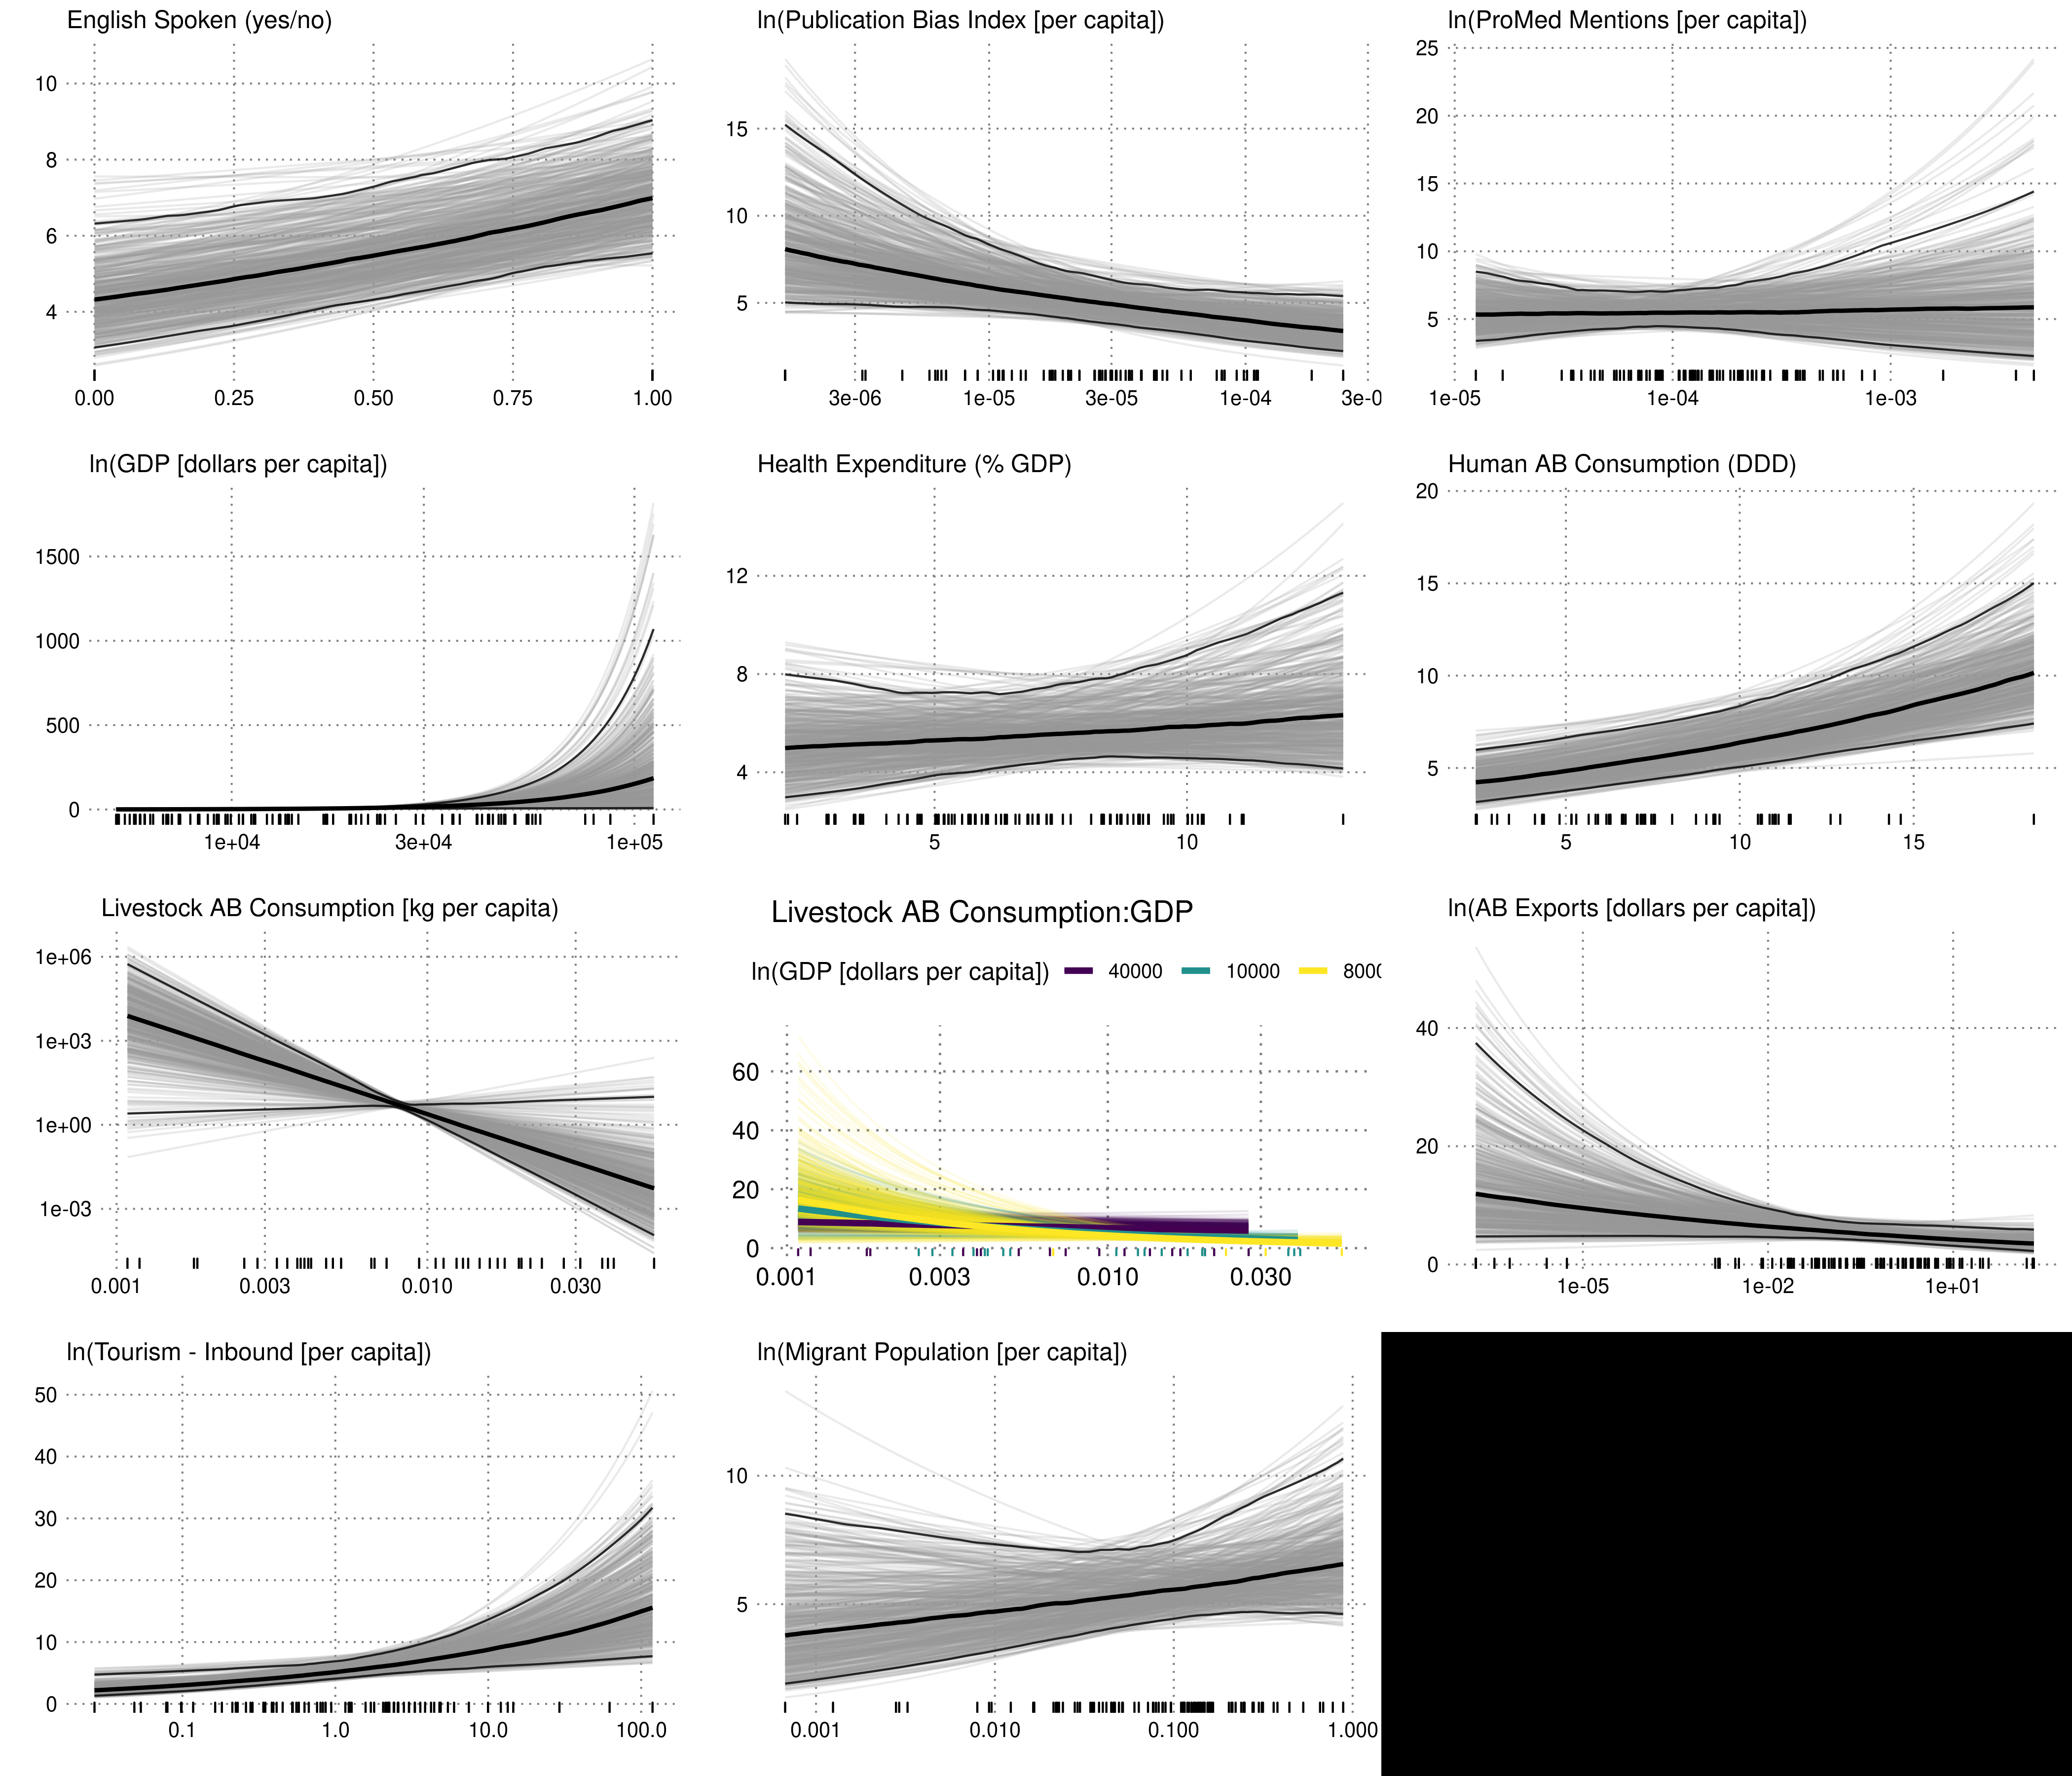 English Spoken (yes/no)
10
8
6
4
0.00 0.25 0.50 0.75 1.00
ln(Publication Bias Index [per capita])
15
10
5
3e-06 1e-05 3e-05 1e-04 3e-0
ln(ProMed Mentions [per capita])
25
20
15
10
5
1e-05 1e-04 1e-03
ln(GDP [dollars per capita])
1500
1000
500
0
1e+04 3e+04 1e+05
Health Expenditure (% GDP)
12
8
4
5 10
Human AB Consumption (DDD)
20
15
10
5
5 10 15
Livestock AB Consumption [kg per capita)
1e+06
1e+03
1e+00
1e-03
0.001 0.003 0.010 0.030
Livestock AB Consumption:GDP
ln(GDP [dollars per capita]) 40000 10000 8000
60
40
20
0
0.001 0.003 0.010 0.030
ln(AB Exports [dollars per capita])
40
20
0
1e-05 1e-02 1e+01
ln(Tourism - Inbound [per capita])
50
40
30
20
10
0
0.1 1.0 10.0 100.0
ln(Migrant Population [per capita])
10
5
0.001 0.010 0.100 1.000